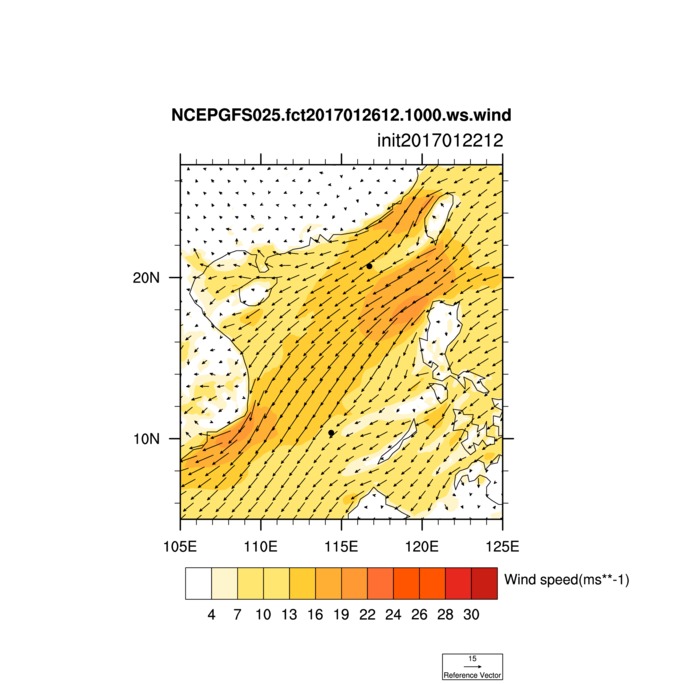 NCEPGFS025.fct2017012612.1000.ws.wind
init2017012212
20N
10N
105E 110E 115E 120E 125E
Wind speed(ms**-1)
4 7 10 13 16 19 22 24 26 28 30
15
Reference Vector